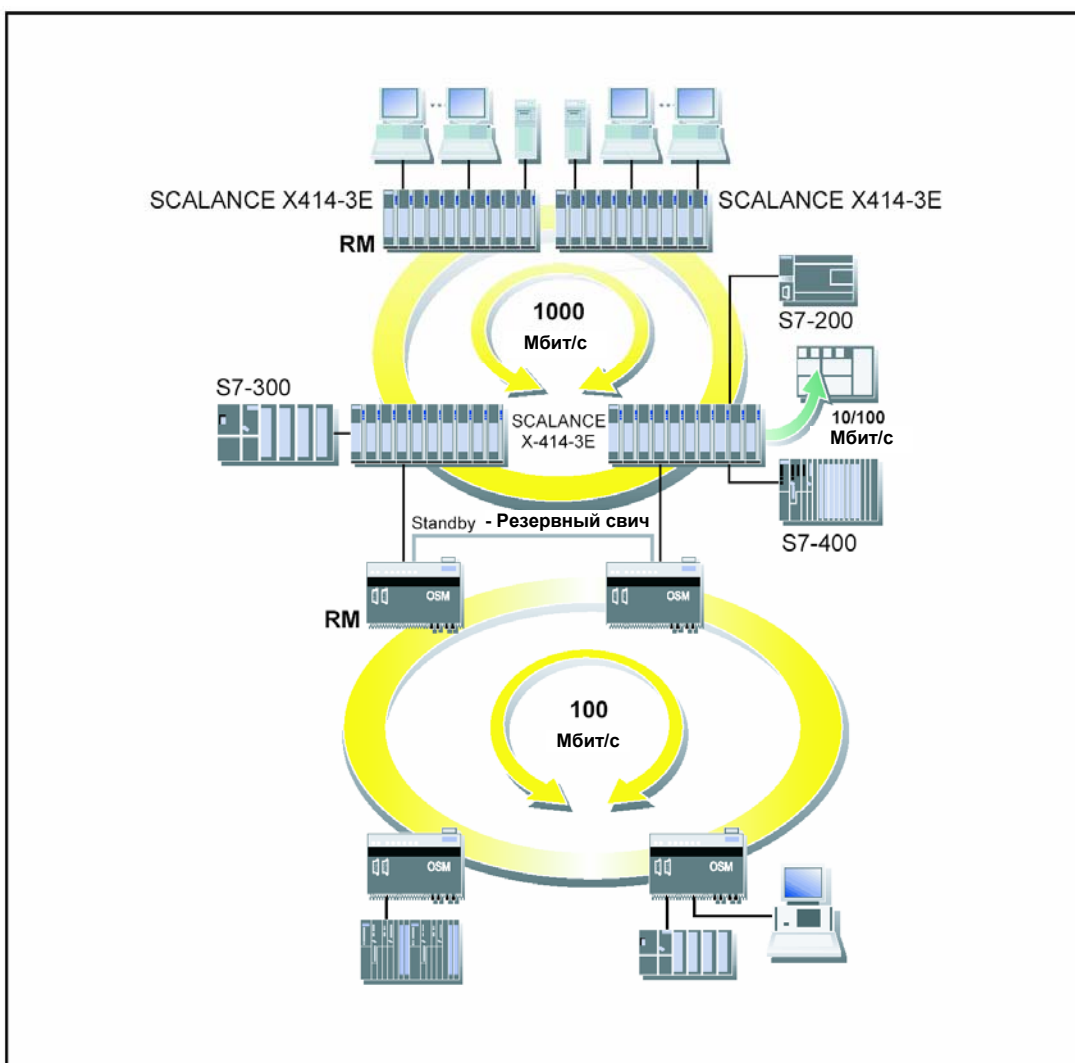 SCALANCE X414-3E
SCALANCE X414-3E
RM
1000
Мбит/с
S7-200
S7-300
SCALANCE
X-414-3E
10/100
Мбит/с
S7-400
Standby - Резервный свич
OSM
OSM
RM
100
Мбит/с
OSM
OSM